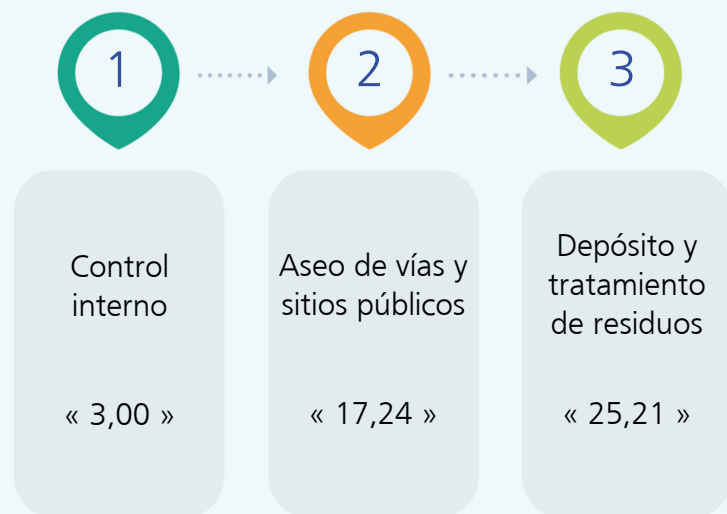 1
2
3
Control
interno
« 3,00 »
Aseo de vías y
sitios públicos
« 17,24 »
Depósito y
tratamiento
de residuos
« 25,21 »